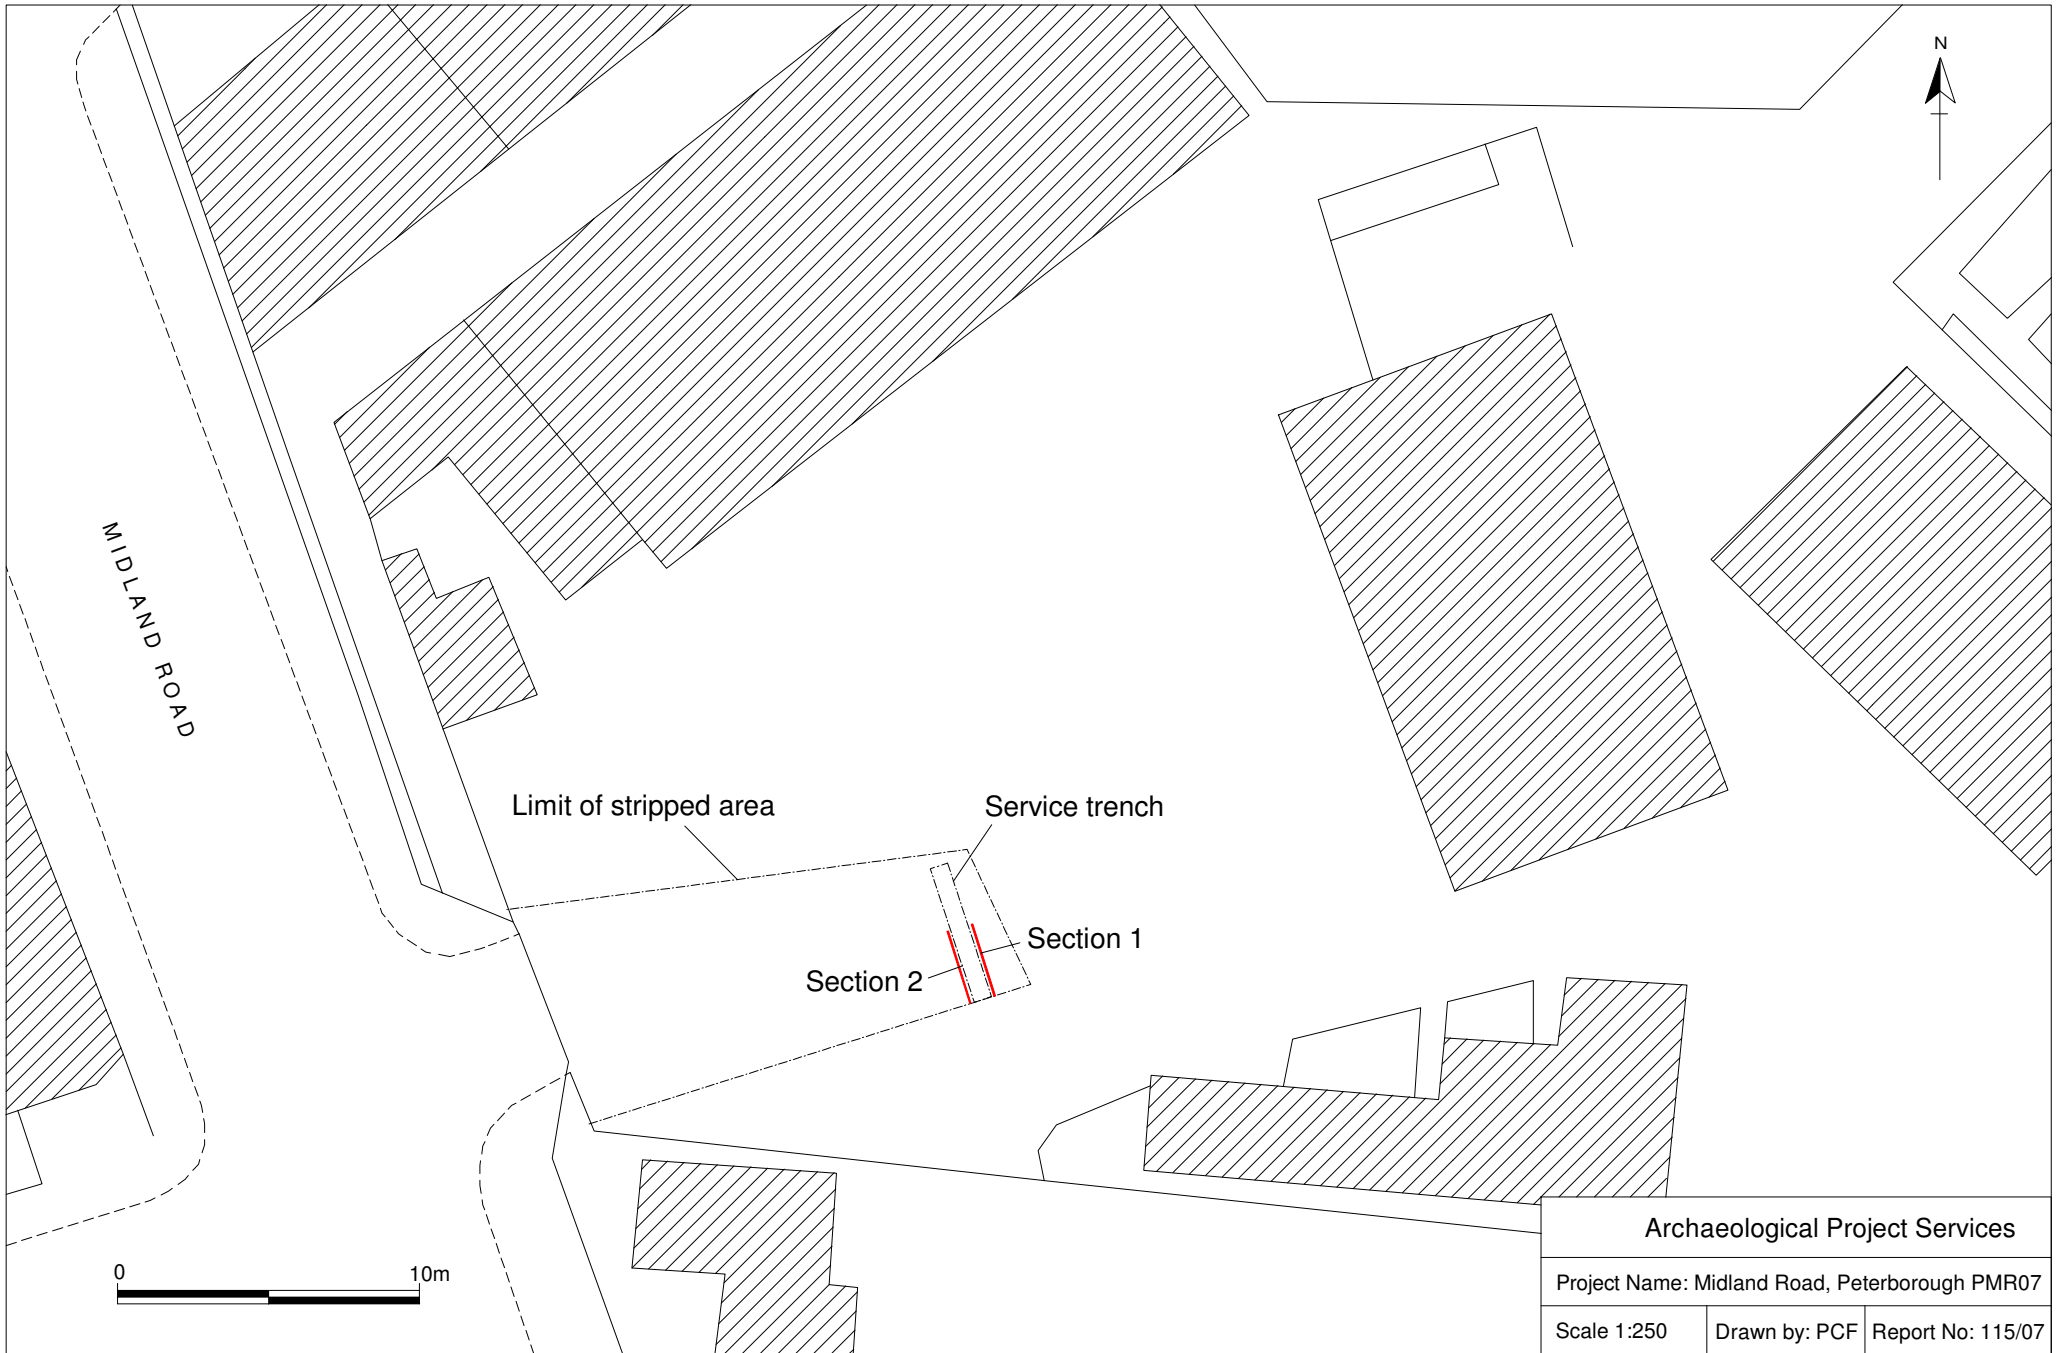 N
MIDLAND ROAD
Limit of stripped area
Service trench
Section 1
Section 2
0 10m
Archaeological Project Services
Project Name: Midland Road, Peterborough PMR07
Scale 1:250 Drawn by: PCF Report No: 115/07